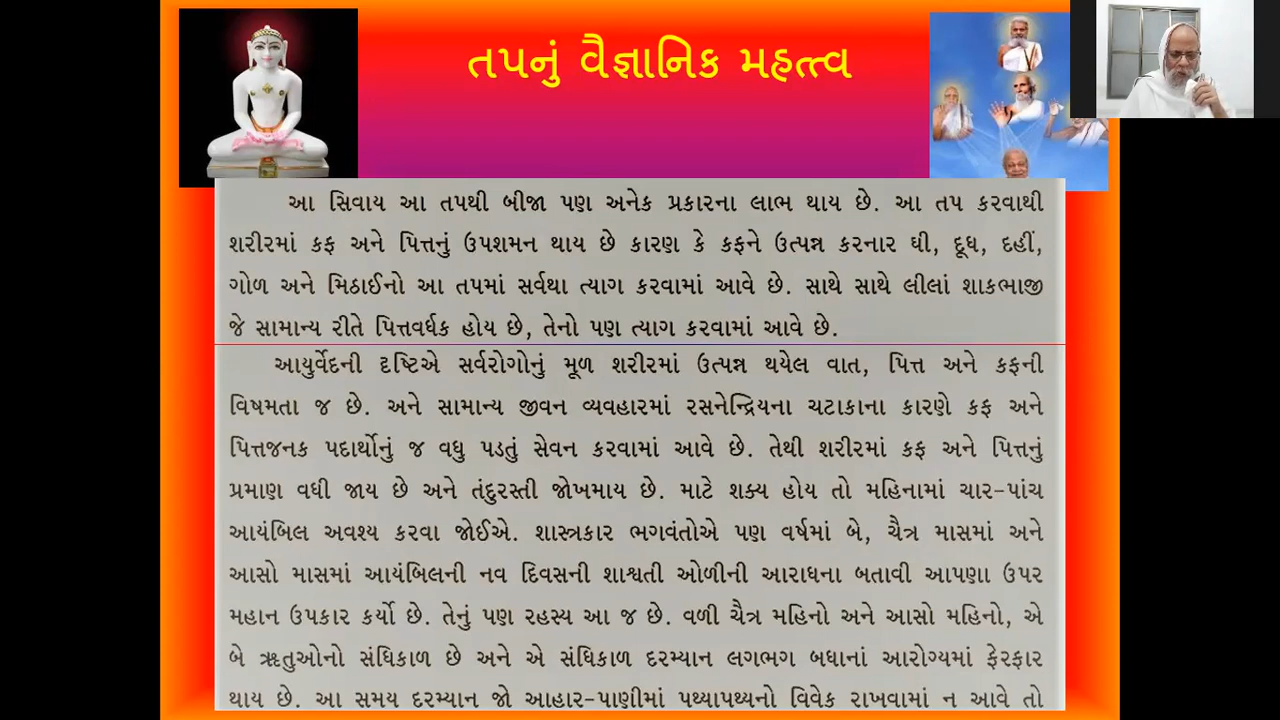 તપનું વૈજ્ઞાનિક મહત્ત્વ
આ સિવાય આ તપથી બીજા પણ અનેક પ્રકારના લાભ થાય છે. આ તપ કરવાથી
શરીરમાં કફ અને પિત્તનું ઉપશમન થાય છે કારણ કે કફને ઉત્પન્ન કરનાર ઘી, દૂધ, દહીં,
ગોળ અને મિઠાઈનો આ તપમાં સર્વથા ત્યાગ કરવામાં આવે છે. સાથે સાથે લીલાં શાકભાજી
જે સામાન્ય રીતે પિત્તવર્ધક હોય છે, તેનો પણ ત્યાગ કરવામાં આવે છે.
આયુર્વેદની દૃષ્ટિએ સર્વરોગોનું મૂળ શરીરમાં ઉત્પન્ન થયેલ વાત, પિત્ત અને કફની
વિષમતા જ છે. અને સામાન્ય જીવન વ્યવહારમાં રસનેન્દ્રિયના ચટાકાના કારણે કફ અને
પિત્તજનક પદાર્થોનું જ વધુ પડતું સેવન કરવામાં આવે છે. તેથી શરીરમાં કફ અને પિત્તનું
પ્રમાણ વધી જાય છે અને તંદુરસ્તી જોખમાય છે. માટે શક્ય હોય તો મહિનામાં ચાર-પાંચ
આયંબિલ અવશ્ય કરવા જોઈએ. શાસ્ત્રકાર ભગવંતોએ પણ વર્ષમાં બે, ચૈત્ર માસમાં અને
આસો માસમાં આયંબિલની નવ દિવસની શાશ્વતી ઓળીની આરાધના બતાવી આપણા ઉપર
મહાન ઉપકાર કર્યો છે. તેનું પણ રહસ્ય આ જ છે. વળી ચૈત્ર મહિનો અને આસો મહિનો, એ
બે ઋતુઓનો સંધિકાળ છે અને એ સંધિકાળ દરમ્યાન લગભગ બધાનાં આરોગ્યમાં ફેરફાર
થાય છે. આ સમય દરમ્યાન જો આહાર-પાણીમાં પથ્યાપથ્યનો વિવેક રાખવામાં ન આવે તો